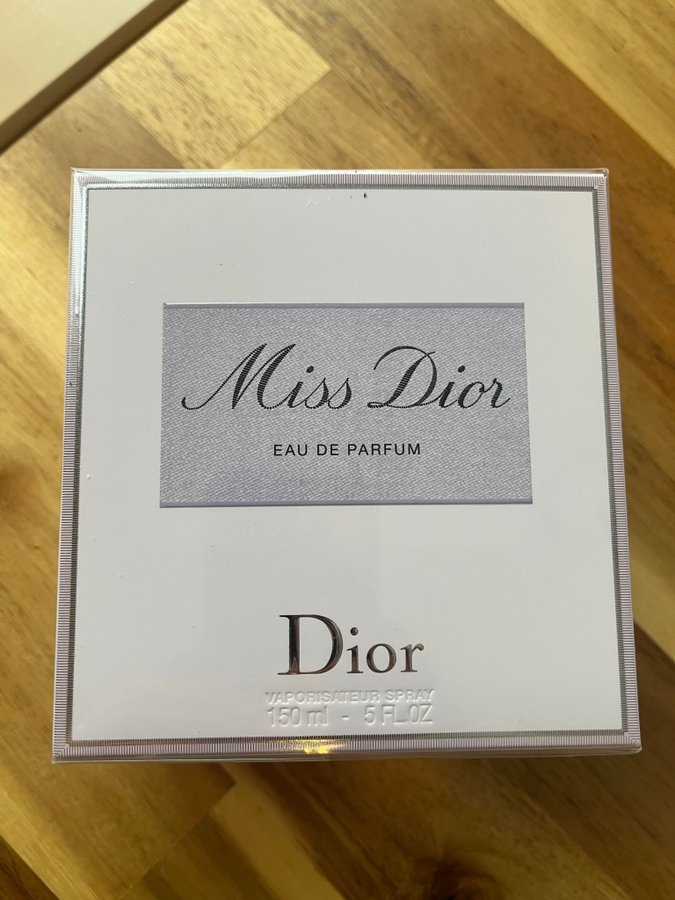 Miss Dior
EAU DE PARFUM
Dior
VAPORISATEUR SPRAY
150 ml - 5 FL.OZ